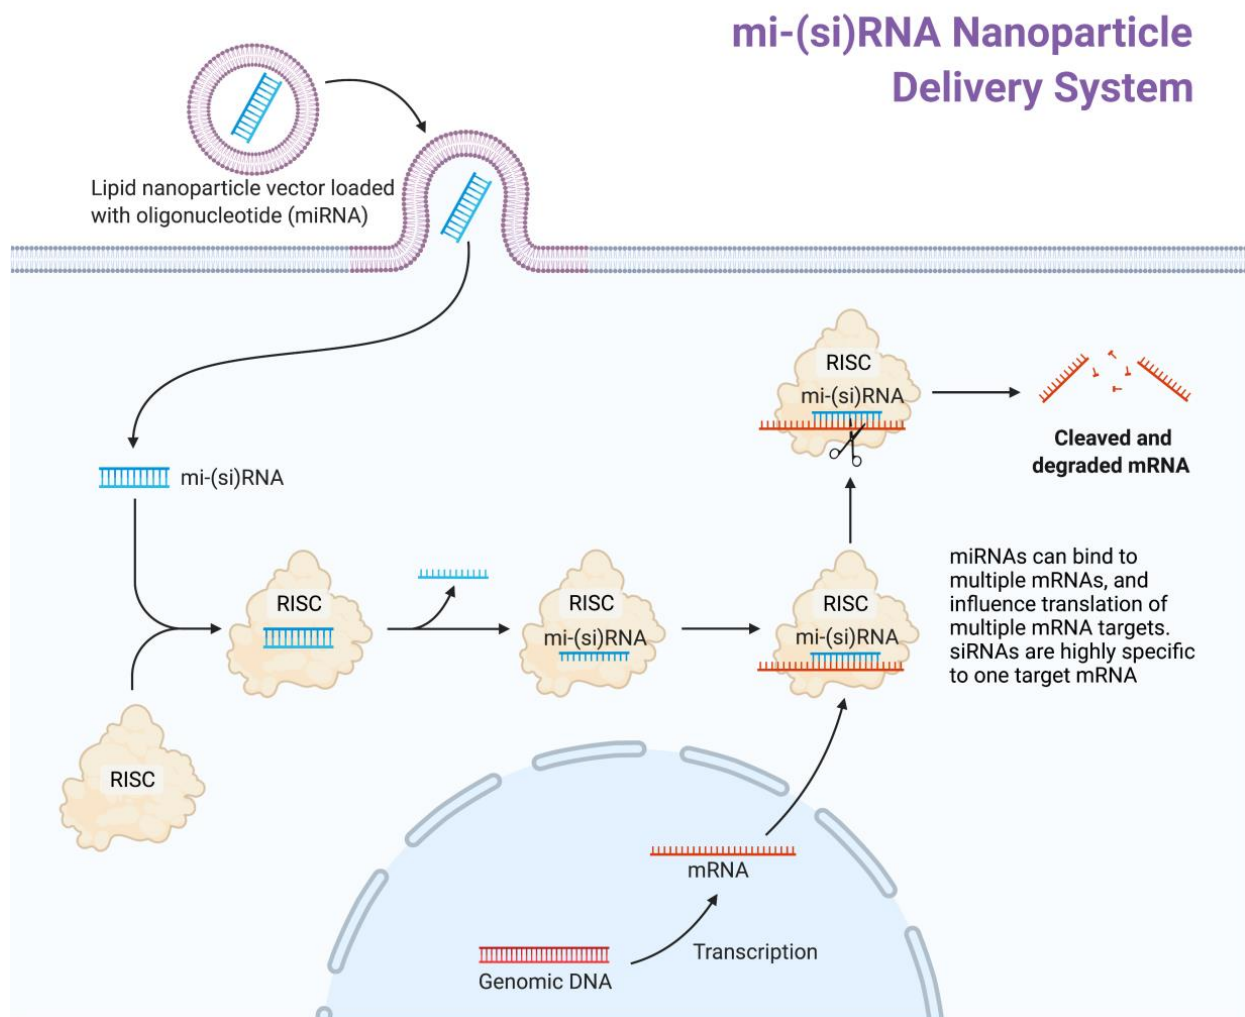 mi-(si)RNA Nanoparticle
Delivery System
Lipid nanoparticle vector loaded
with oligonucleotide (miRNA)
mi-(si)RNA
RISC
RISC
RISC
mi-(si)RNA
RISC
mi-(si)RNA
RISC
mi-(si)RNA
Cleaved and
degraded mRNA
miRNAs can bind to
multiple mRNAs, and
influence translation of
multiple mRNA targets.
siRNAs are highly specific
to one target mRNA
mRNA
Transcription
Genomic DNA